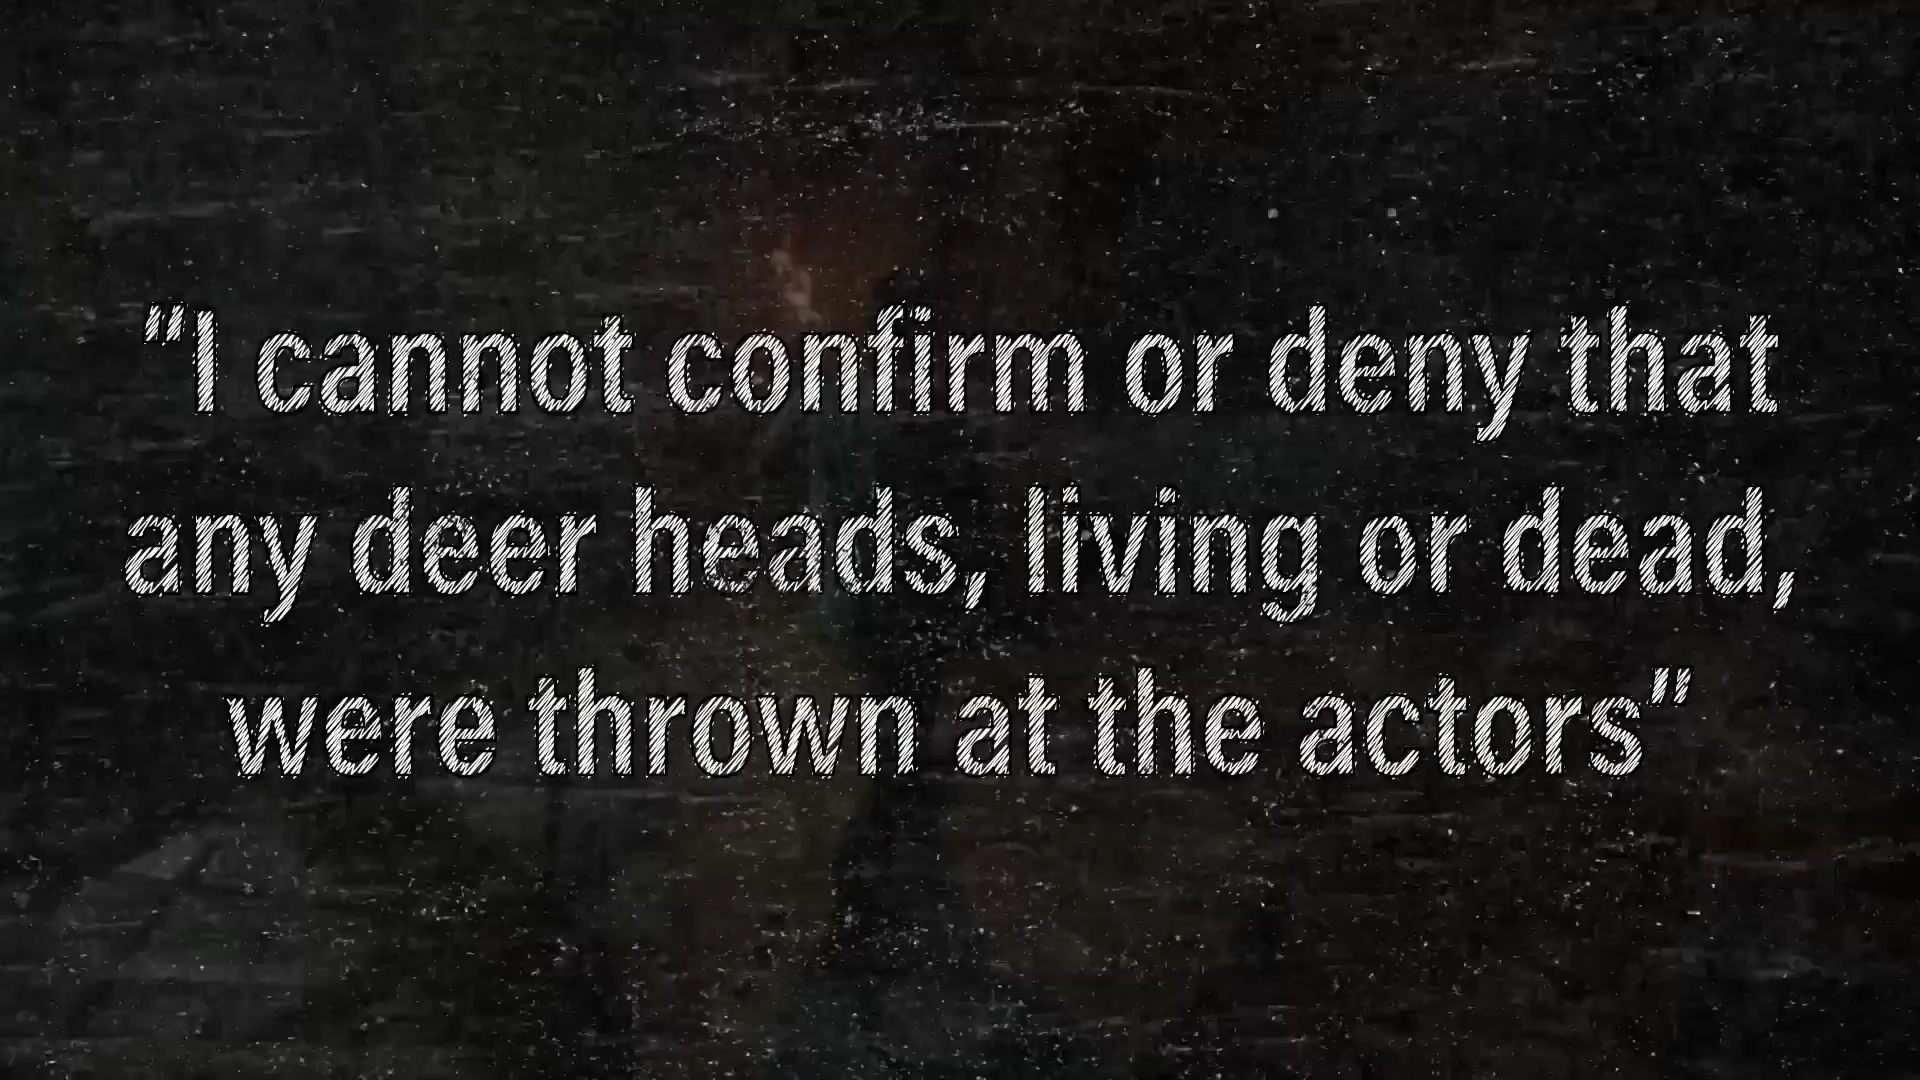 "I cannot confirm or deny that
any deer heads, living or dead,
were thrown at the actors"